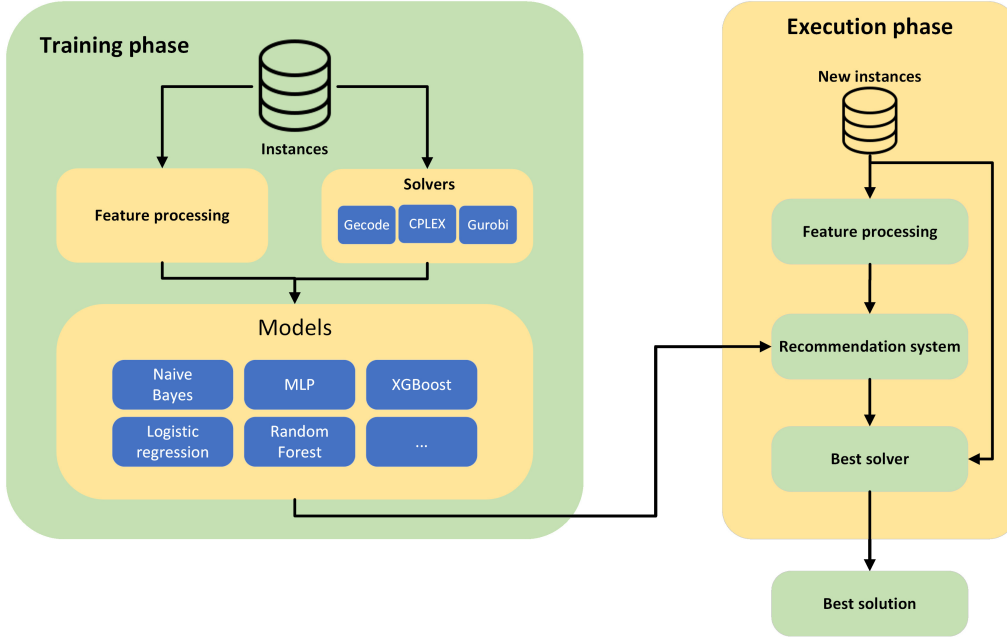 Training phase
Instances
Feature processing
Solvers
Gecode
CPLEX
Gurobi
Models
Naive
Bayes
MLP
XGBoost
Logistic
regression
Random
Forest
...
Execution phase
New instances
Feature processing
Recommendation system
Best solver
Best solution